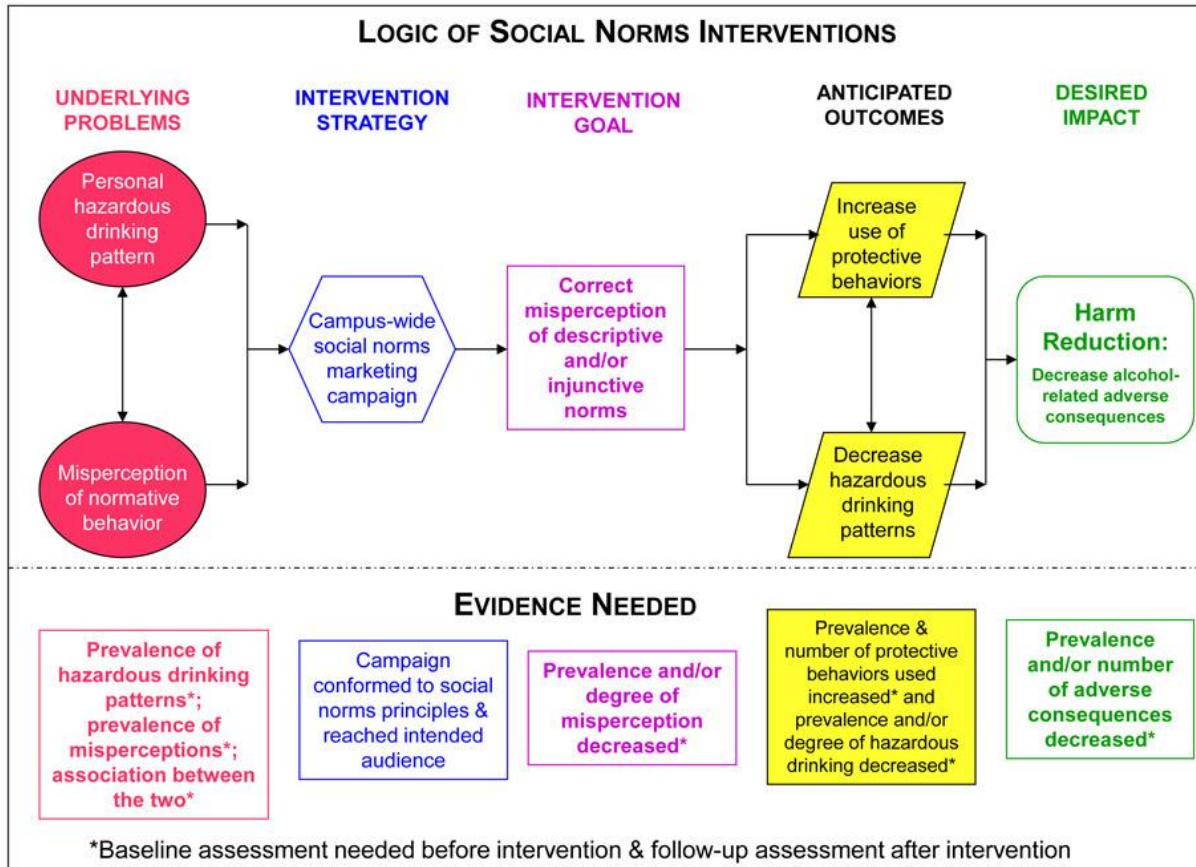 LOGIC OF SOCIAL NORMS INTERVENTIONS
UNDERLYING
PROBLEMS
INTERVENTION
STRATEGY
INTERVENTION
GOAL
ANTICIPATED
OUTCOMES
DESIRED
IMPACT
Personal
hazardous
drinking
pattern
Misperception
of normative
behavior
Campus-wide
social norms
marketing
campaign
Correct
misperception
of descriptive
and/or
injunctive
norms
Increase
use of
protective
behaviors
Decrease
hazardous
drinking
patterns
Harm
Reduction:
Decrease alcohol-
related adverse
consequences
EVIDENCE NEEDED
Prevalence of
hazardous drinking
patterns*;
prevalence of
misperceptions*;
association between
the two*
Campaign
conformed to social
norms principles &
reached intended
audience
Prevalence and/or
degree of
misperception
decreased*
Prevalence &
number of protective
behaviors used
increased* and
prevalence and/or
degree of hazardous
drinking decreased*
Prevalence
and/or number
of adverse
consequences
decreased*
*Baseline assessment needed before intervention & follow-up assessment after intervention